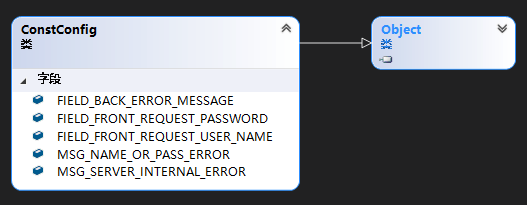 ConstConfig
类
字段
FIELD_BACK_ERROR_MESSAGE
FIELD_FRONT_REQUEST_PASSWORD
FIELD_FRONT_REQUEST_USER_NAME
MSG_NAME_OR_PASS_ERROR
MSG_SERVER_INTERNAL_ERROR
Object
类